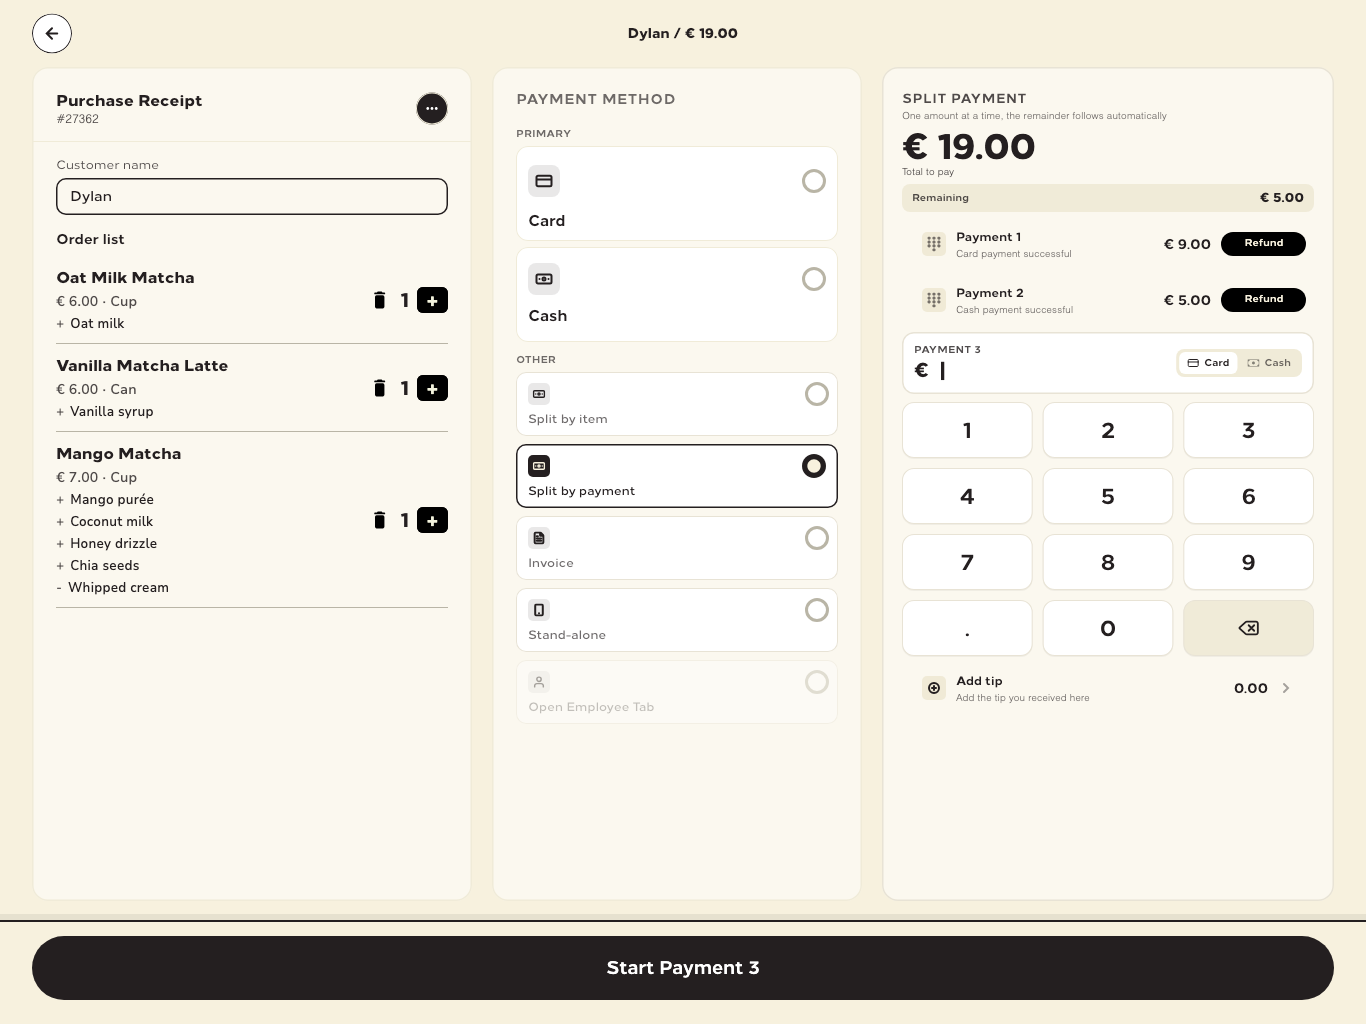 Dylan / € 19.00
Purchase Receipt
#27362
Customer name
Dylan
Order list
Oat Milk Matcha
€ 6.00 · Cup
+ Oat milk
1 +
Vanilla Matcha Latte
€ 6.00 · Can
+ Vanilla syrup
1 +
Mango Matcha
€ 7.00 · Cup
+ Mango purée
+ Coconut milk
+ Honey drizzle
+ Chia seeds
- Whipped cream
1 +
PAYMENT METHOD
PRIMARY
Card
Cash
OTHER
Split by item
Split by payment
Invoice
Stand-alone
Open Employee Tab
SPLIT PAYMENT
One amount at a time, the remainder follows automatically
€ 19.00
Total to pay
Remaining € 5.00
Payment 1
Card payment successful
€ 9.00 Refund
Payment 2
Cash payment successful
€ 5.00 Refund
PAYMENT 3
€
Card Cash
1 2 3
4 5 6
7 8 9
. 0
Add tip
Add the tip you received here
0.00
Start Payment 3